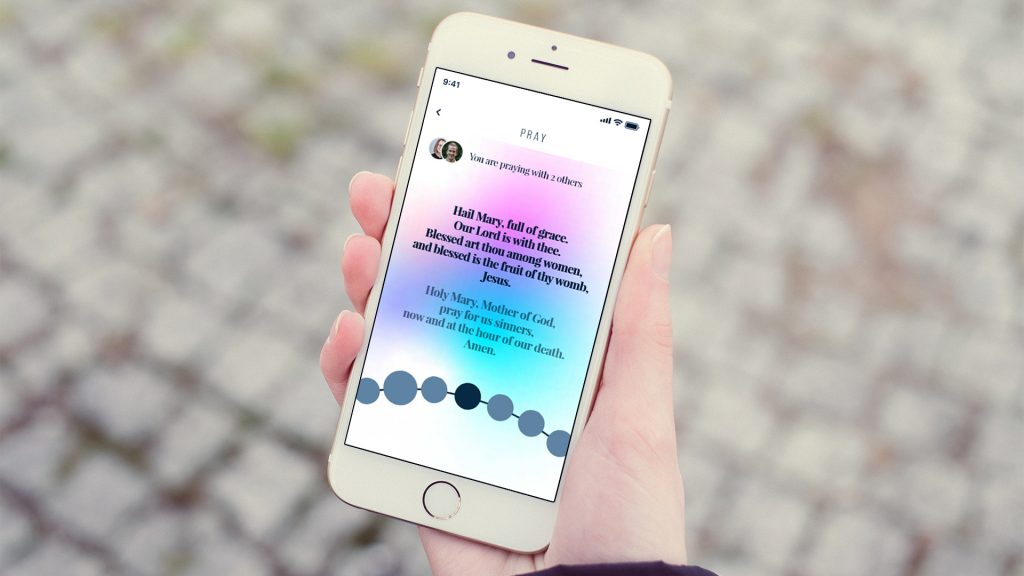 9:41
PRAY
You are praying with 2 others
Hail Mary, full of grace.
Our Lord is with thee.
Blessed art thou among women,
and blessed is the fruit of thy womb,
Jesus.
Holy Mary, Mother of God,
pray for us sinners,
now and at the hour of our death.
Amen.